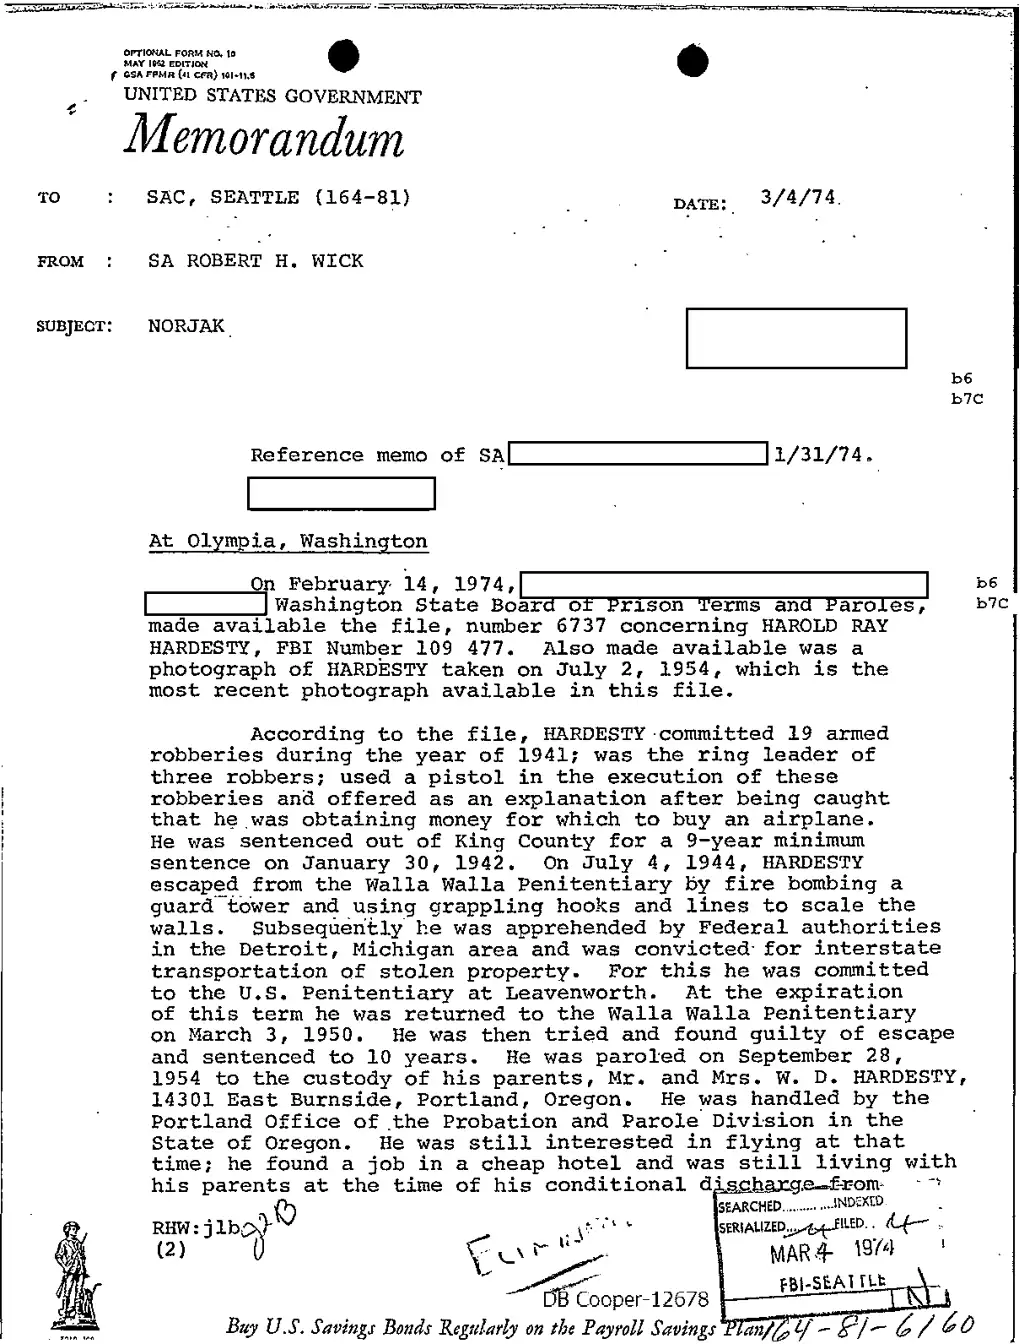 OPTIONAL FORM NO. 10
MAY 1962 EDITION
GSA FPMR (41 CFR) 101-11.6
UNITED STATES GOVERNMENT
Memorandum
TO : SAC, SEATTLE (164-81)
DATE: 3/4/74
FROM : SA ROBERT H. WICK
SUBJECT: NORJAK
b6
b7C
Reference memo of SA 1/31/74.
At Olympia, Washington
On February 14, 1974,
b6
Washington State Board of Prison Terms and Paroles,
b7C
made available the file, number 6737 concerning HAROLD RAY
HARDESTY, FBI Number 109 477. Also made available was a
photograph of HARDESTY taken on July 2, 1954, which is the
most recent photograph available in this file.
According to the file, HARDESTY committed 19 armed
robberies during the year of 1941; was the ring leader of
three robbers; used a pistol in the execution of these
robberies and offered as an explanation after being caught
that he was obtaining money for which to buy an airplane.
He was sentenced out of King County for a 9-year minimum
sentence on January 30, 1942. On July 4, 1944, HARDESTY
escaped from the Walla Walla Penitentiary by fire bombing a
guard tower and using grappling hooks and lines to scale the
walls. Subsequently he was apprehended by Federal authorities
in the Detroit, Michigan area and was convicted for interstate
transportation of stolen property. For this he was committed
to the U.S. Penitentiary at Leavenworth. At the expiration
of this term he was returned to the Walla Walla Penitentiary
on March 3, 1950. He was then tried and found guilty of escape
and sentenced to 10 years. He was paroled on September 28,
1954 to the custody of his parents, Mr. and Mrs. W. D. HARDESTY,
14301 East Burnside, Portland, Oregon. He was handled by the
Portland Office of the Probation and Parole Division in the
State of Oregon. He was still interested in flying at that
time; he found a job in a cheap hotel and was still living with
his parents at the time of his conditional discharge from
SEARCHED............INDEXED
RHW:jlb
SERIALIZED.....FILED..
(2)
MAR 4 1974
FBI-SEATTLE
DB Cooper-12678
Buy U.S. Savings Bonds Regularly on the Payroll Savings Plan
164-81-6160